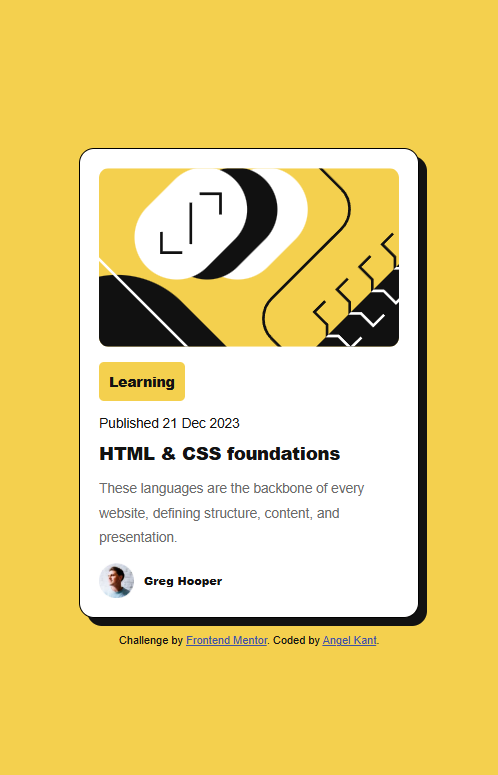 Learning
Published 21 Dec 2023
HTML & CSS foundations
These languages are the backbone of every
website, defining structure, content, and
presentation.
Greg Hooper
Challenge by Frontend Mentor. Coded by Angel Kant.